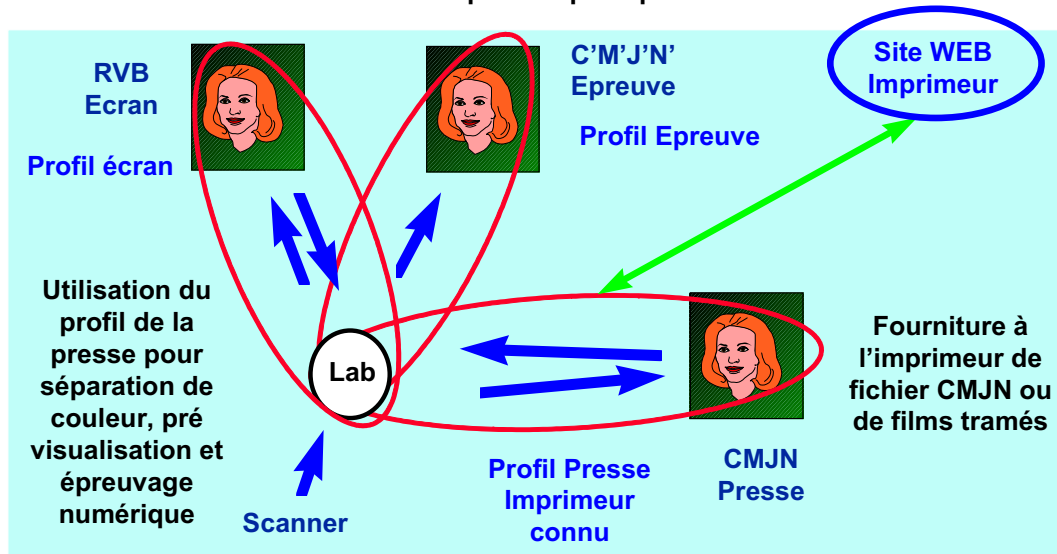 RVB
Ecran
C'M'J'N'
Epreuve
Site WEB
Imprimeur
Profil écran
Profil Epreuve
Utilisation du
profil de la
presse pour
séparation de
couleur, pré
visualisation et
épreuvage
numérique
Lab
Fourniture à
l'imprimeur de
fichier CMJN ou
de films tramés
Scanner
Profil Presse
Imprimeur
connu
CMJN
Presse